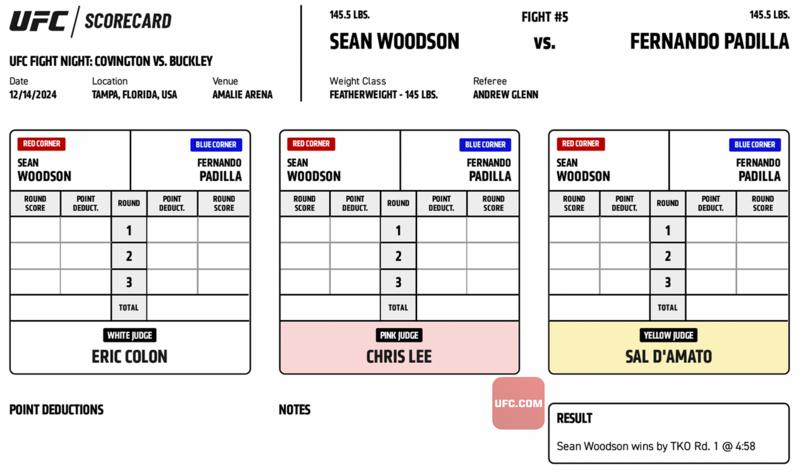 UFC / SCORECARD
UFC FIGHT NIGHT: COVINGTON VS. BUCKLEY
Date Location Venue
12/14/2024 TAMPA, FLORIDA, USA AMALIE ARENA
145.5 LBS. FIGHT #5 145.5 LBS.
SEAN WOODSON vs. FERNANDO PADILLA
Weight Class Referee
FEATHERWEIGHT - 145 LBS. ANDREW GLENN
RED CORNER BLUE CORNER
SEAN WOODSON FERNANDO PADILLA
ROUND SCORE POINT DEDUCT. ROUND POINT DEDUCT. ROUND SCORE
1
2
3
TOTAL
WHITE JUDGE
ERIC COLON
RED CORNER BLUE CORNER
SEAN WOODSON FERNANDO PADILLA
ROUND SCORE POINT DEDUCT. ROUND POINT DEDUCT. ROUND SCORE
1
2
3
TOTAL
PINK JUDGE
CHRIS LEE
RED CORNER BLUE CORNER
SEAN WOODSON FERNANDO PADILLA
ROUND SCORE POINT DEDUCT. ROUND POINT DEDUCT. ROUND SCORE
1
2
3
TOTAL
YELLOW JUDGE
SAL D'AMATO
POINT DEDUCTIONS
NOTES
UFC.COM
RESULT
Sean Woodson wins by TKO Rd. 1 @ 4:58